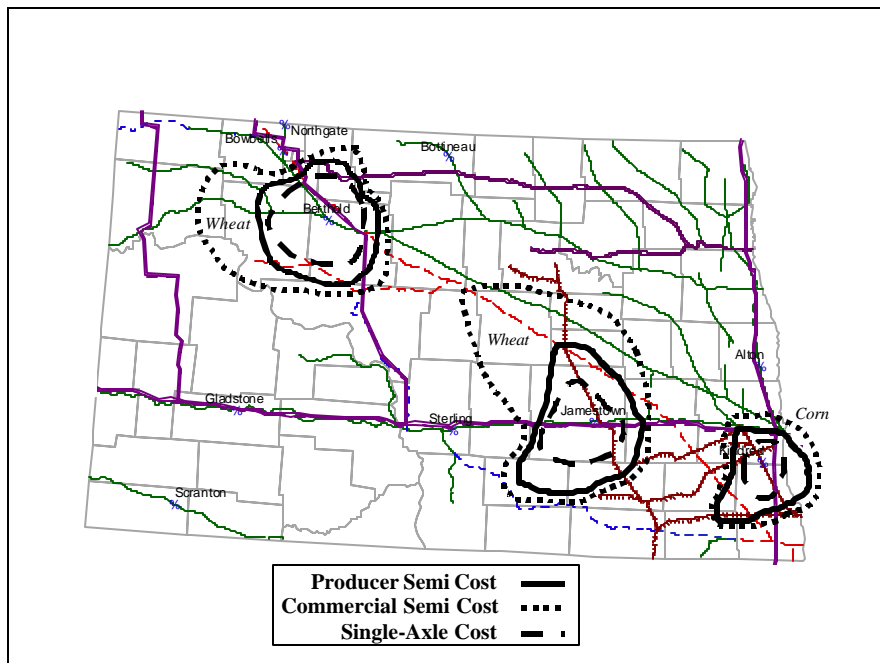 Northgate
Bowbells
Bottineau
Berthold
Wheat
Wheat
Alton
Gladstone
Jamestown
Sterling
Corn
Kindred
Scranton
Producer Semi Cost
Commercial Semi Cost
Single-Axle Cost